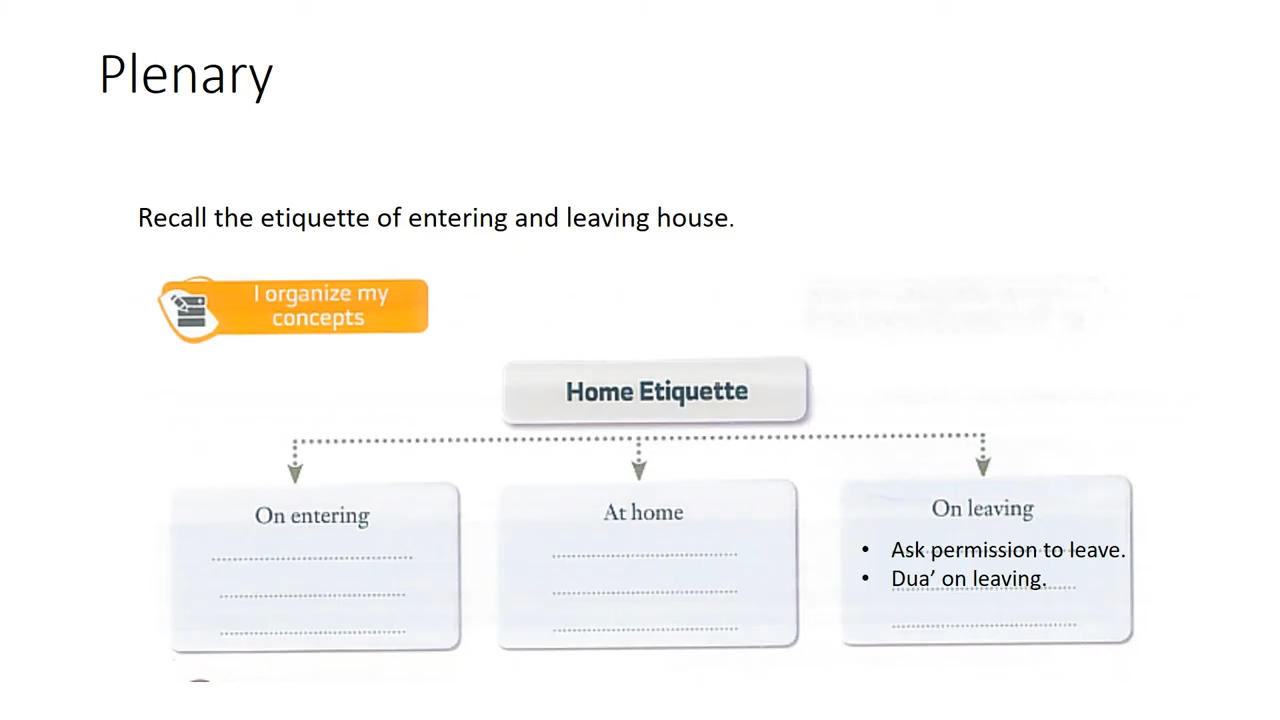 Plenary
Recall the etiquette of entering and leaving house.
I organize my
concepts
Home Etiquette
On entering
At home
On leaving
• Ask permission to leave.
• Dua’ on leaving.